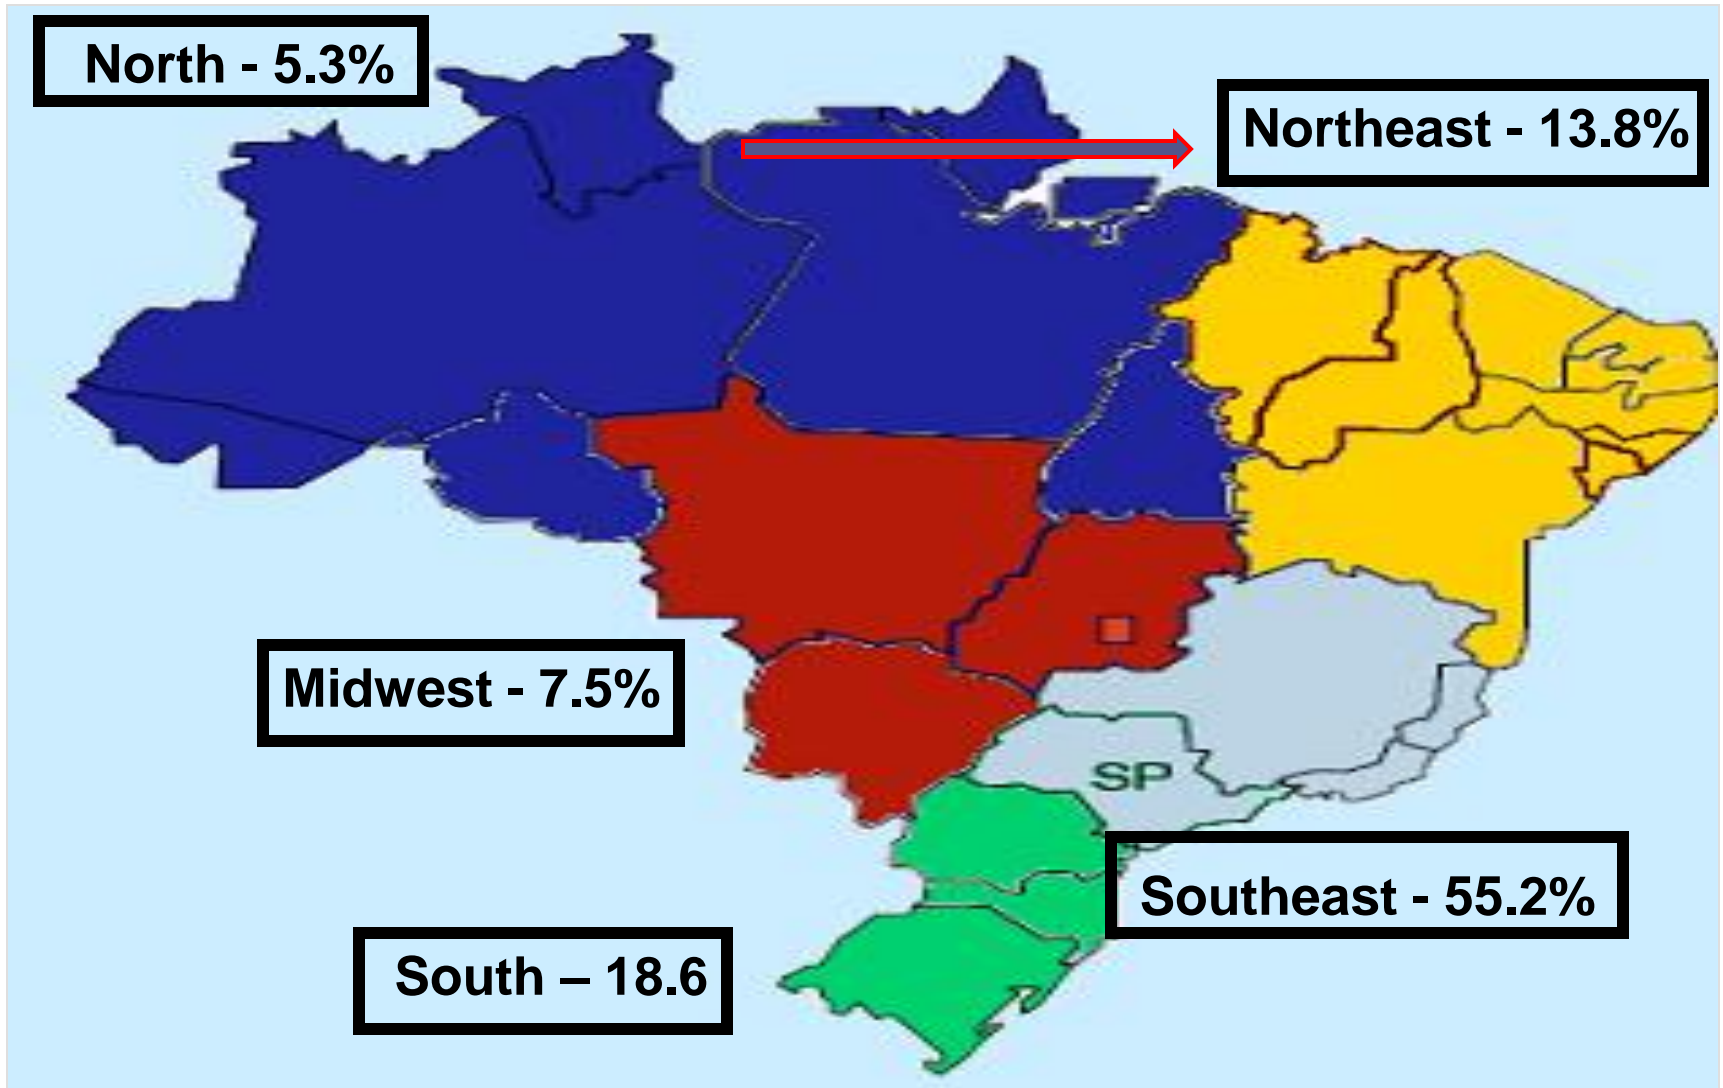 North - 5.3%
Northeast - 13.8%
Midwest - 7.5%
SP
Southeast - 55.2%
South – 18.6